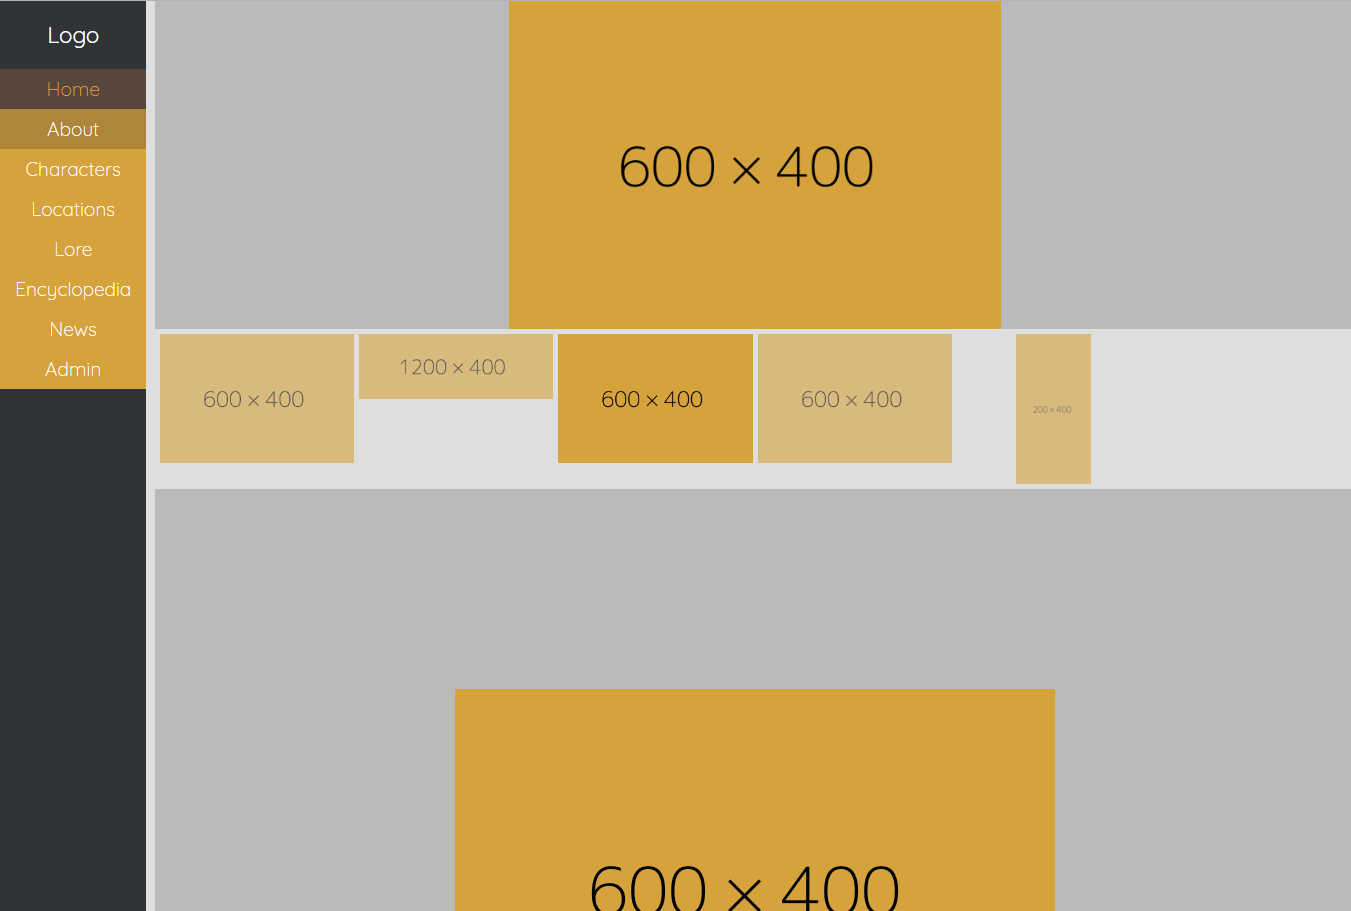 Logo
Home
About
Characters
Locations
Lore
Encyclopedia
News
Admin
600 × 400
600 × 400
1200 × 400
600 × 400
600 × 400
200 × 400
600 × 400